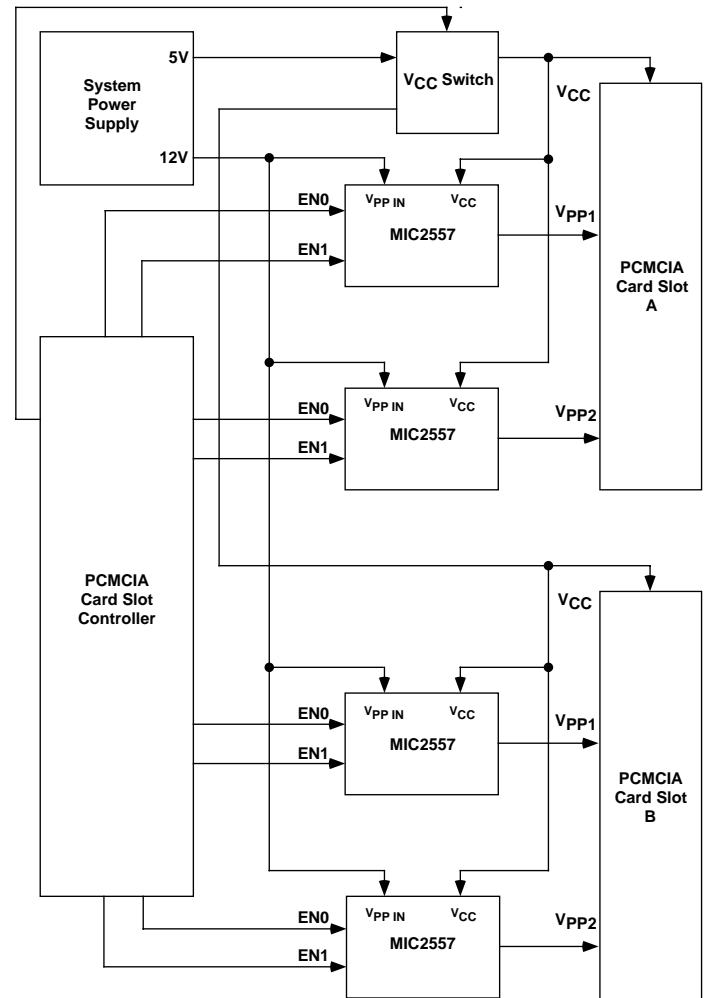 5V
System
Power
Supply
VCC Switch
VCC
12V
EN0
VPP IN
VCC
VPP1
MIC2557
EN1
PCMCIA
Card Slot
A
EN0
VPP IN
VCC
VPP2
MIC2557
EN1
PCMCIA
Card Slot
Controller
VCC
EN0
VPP IN
VCC
VPP1
MIC2557
EN1
PCMCIA
Card Slot
B
EN0
VPP IN
VCC
VPP2
MIC2557
EN1